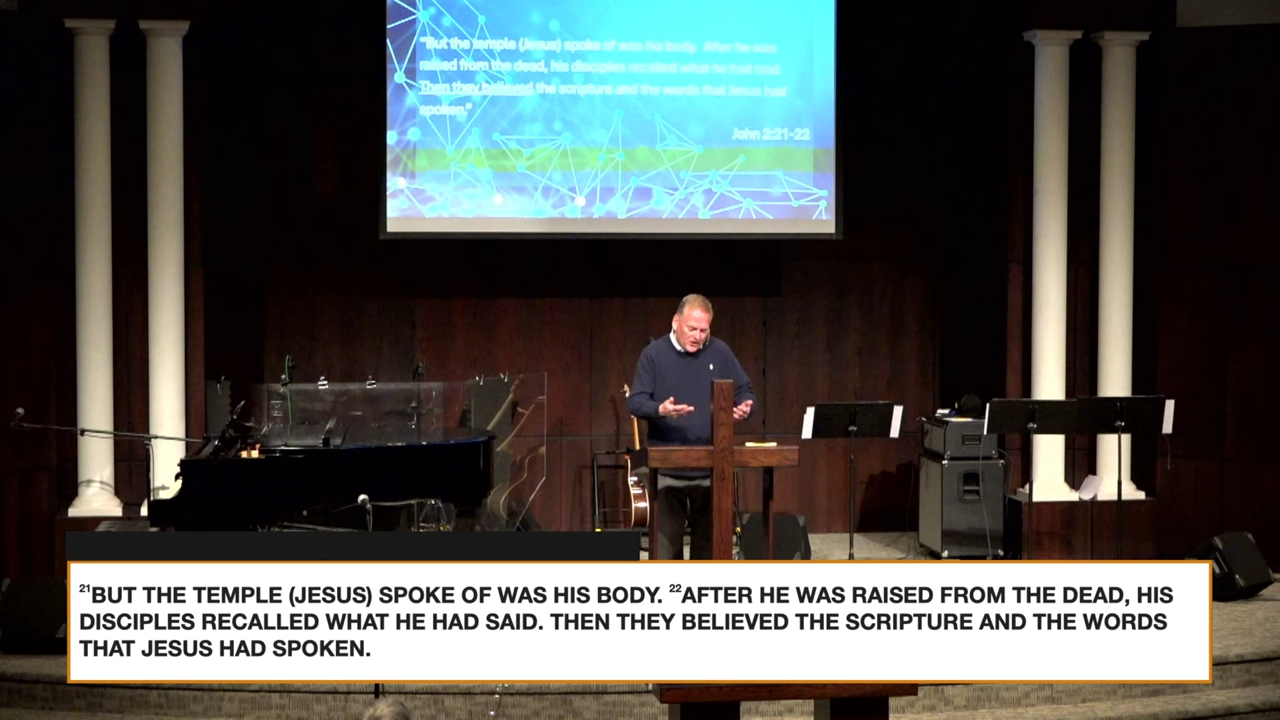 "But the temple (Jesus) spoke of was his body. After he was
raised from the dead, his disciples recalled what he had said.
Then they believed the scripture and the words that Jesus had
spoken."
John 2:21-22
21BUT THE TEMPLE (JESUS) SPOKE OF WAS HIS BODY. 22AFTER HE WAS RAISED FROM THE DEAD, HIS
DISCIPLES RECALLED WHAT HE HAD SAID. THEN THEY BELIEVED THE SCRIPTURE AND THE WORDS
THAT JESUS HAD SPOKEN.